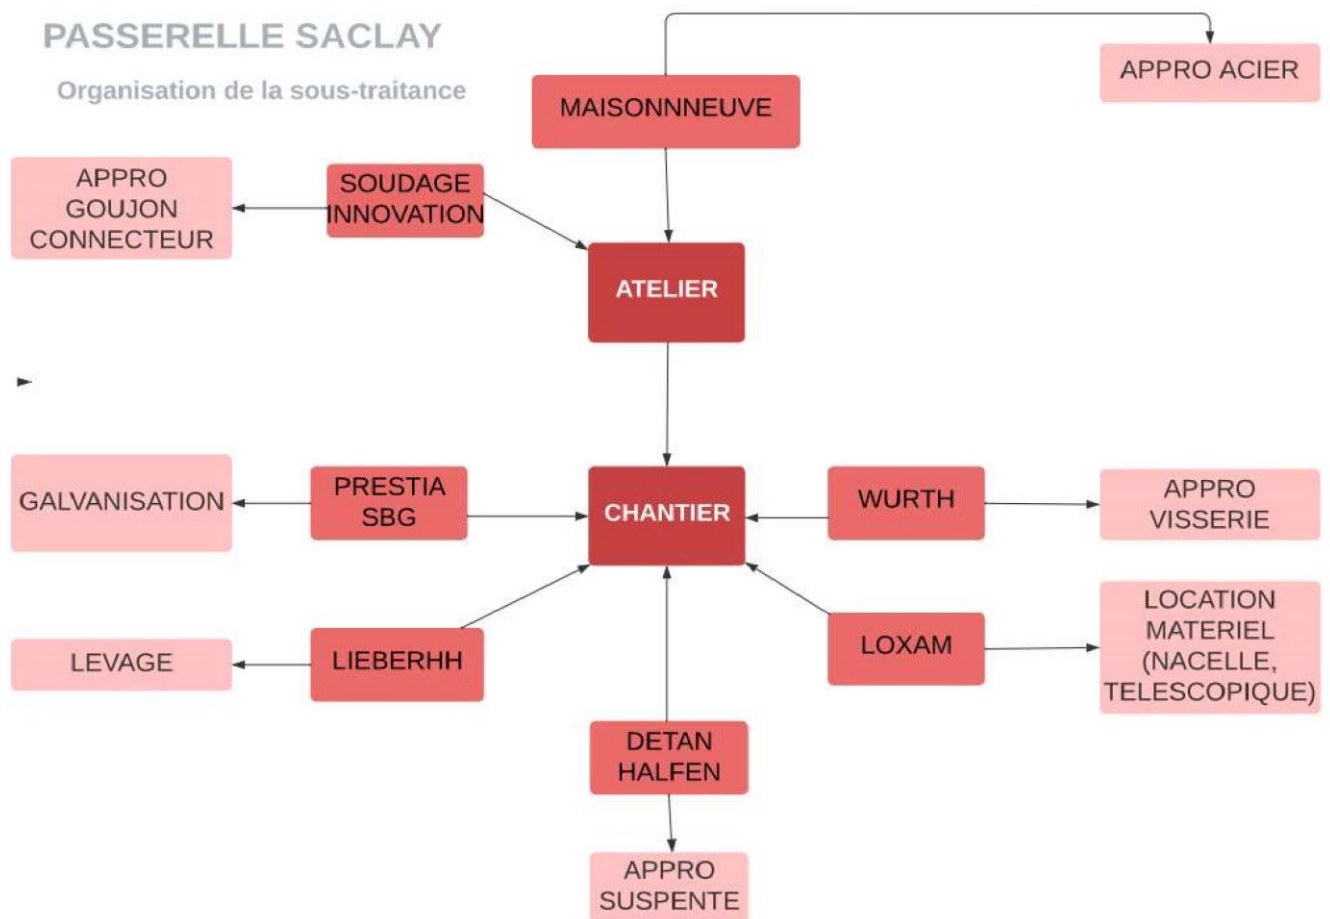 PASSERELLE SACLAY
Organisation de la sous-traitance
MAISONNNEUVE
APPRO ACIER
APPRO
GOUJON
CONNECTEUR
SOUDAGE
INNOVATION
ATELIER
GALVANISATION
PRESTIA
SBG
CHANTIER
WURTH
APPRO
VISSERIE
LEVAGE
LIEBERHH
LOXAM
LOCATION
MATERIEL
(NACELLE,
TELESCOPIQUE)
DETAN
HALFEN
APPRO
SUSPENTE